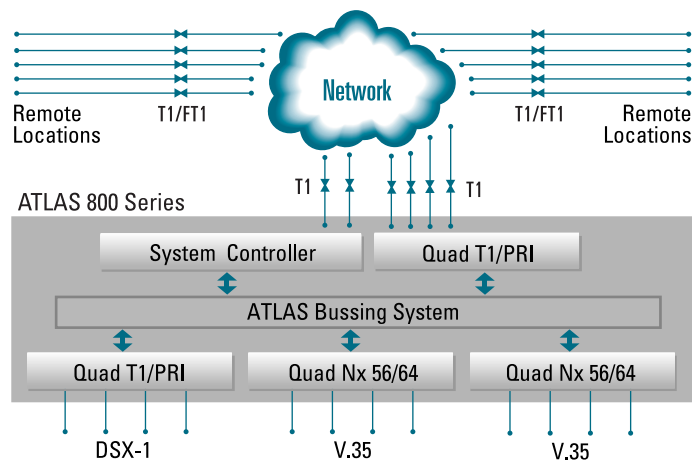 Network
Remote
Locations
T1/FT1
T1/FT1
Remote
Locations
T1
T1
ATLAS 800 Series
System Controller
Quad T1/PRI
ATLAS Bussing System
Quad T1/PRI
Quad Nx 56/64
Quad Nx 56/64
DSX-1
V.35
V.35